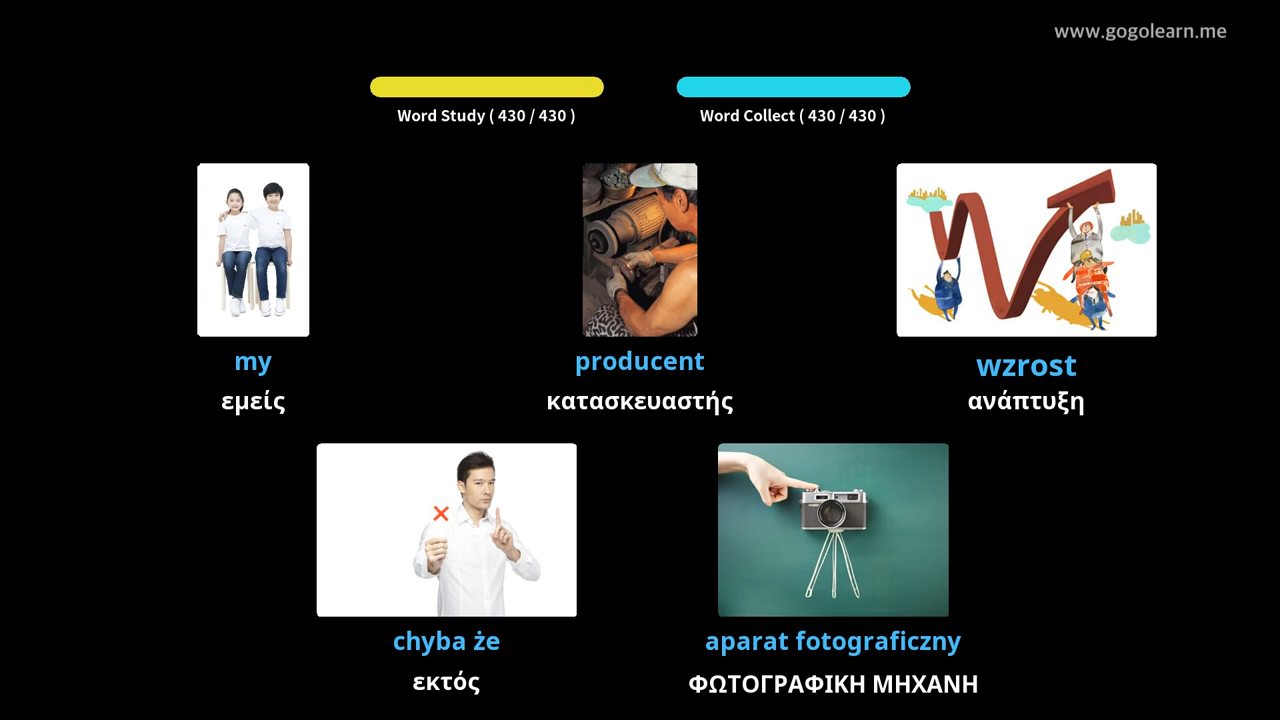 www.gogolearn.me
Word Study ( 430 / 430 )
Word Collect ( 430 / 430 )
my
εμείς
producent
κατασκευαστής
wzrost
ανάπτυξη
chyba że
εκτός
aparat fotograficzny
ΦΩΤΟΓΡΑΦΙΚΗ ΜΗΧΑΝΗ